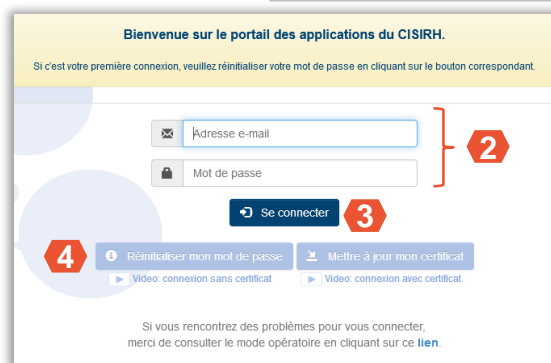 Bienvenue sur le portail des applications du CISIRH.
Si c'est votre première connexion, veuillez réinitialiser votre mot de passe en cliquant sur le bouton correspondant.
Adresse e-mail
2
Mot de passe
Se connecter
3
4
Réinitialiser mon mot de passe
Mettre à jour mon certificat
Video: connexion sans certificat
Video: connexion avec certificat
Si vous rencontrez des problèmes pour vous connecter,
merci de consulter le mode opératoire en cliquant sur ce lien.